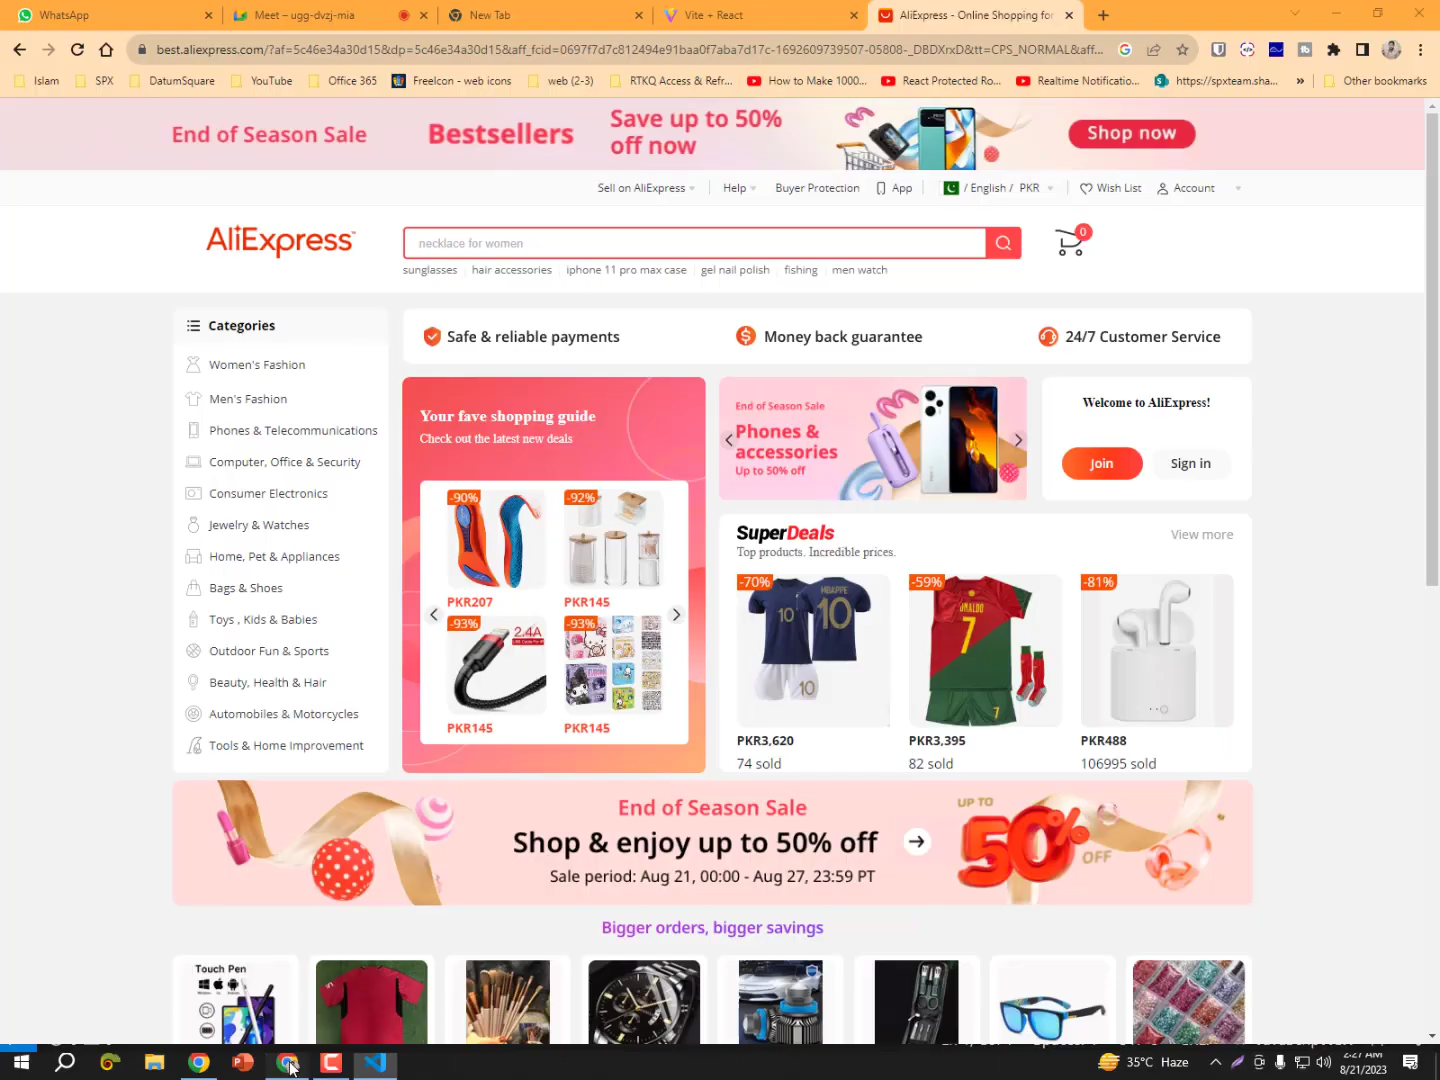 WhatsApp
Meet – ugg-dvzj-mia
New Tab
Vite + React
AliExpress - Online Shopping for
best.aliexpress.com/?af=5c46e34a30d15&dp=5c46e34a30d15&aff_fcid=0697f7d7c812494e91baa0f7aba7d17c-1692609739507-05808-_DBDXrxD&tt=CPS_NORMAL&aff...
Islam
SPX
DatumSquare
YouTube
Office 365
FreeIcon - web icons
web (2-3)
RTKQ Access & Refr...
How to Make 1000...
React Protected Ro...
Realtime Notificatio...
https://spxteam.sha...
»
Other bookmarks
End of Season Sale
Bestsellers
Save up to 50%
off now
Shop now
Sell on AliExpress
Help
Buyer Protection
App
/ English / PKR
Wish List
Account
AliExpress
necklace for women
0
sunglasses
hair accessories
iphone 11 pro max case
gel nail polish
fishing
men watch
Categories
Women's Fashion
Men's Fashion
Phones & Telecommunications
Computer, Office & Security
Consumer Electronics
Jewelry & Watches
Home, Pet & Appliances
Bags & Shoes
Toys , Kids & Babies
Outdoor Fun & Sports
Beauty, Health & Hair
Automobiles & Motorcycles
Tools & Home Improvement
Safe & reliable payments
Money back guarantee
24/7 Customer Service
Your fave shopping guide
Check out the latest new deals
-90%
-92%
PKR207
PKR145
-93%
2.4A
-93%
PKR145
PKR145
End of Season Sale
Phones &
accessories
Up to 50% off
Welcome to AliExpress!
Join
Sign in
SuperDeals
Top products. Incredible prices.
View more
-70%
MBAPPE
10
10
10
-59%
7
7
-81%
PKR3,620
74 sold
PKR3,395
82 sold
PKR488
106995 sold
End of Season Sale
Shop & enjoy up to 50% off
Sale period: Aug 21, 00:00 - Aug 27, 23:59 PT
UP TO
50%
OFF
Bigger orders, bigger savings
Touch Pen
35°C Haze
8/21/2023